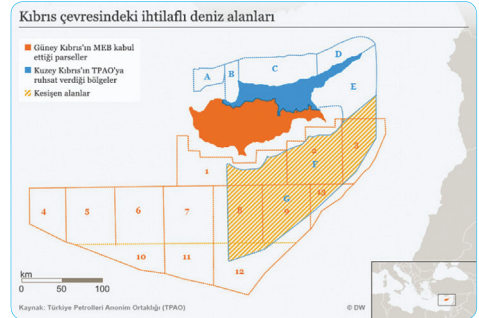 Kıbrıs çevresindeki ihtilaflı deniz alanları
Güney Kıbrıs'ın MEB kabul
ettiği parseller
Kuzey Kıbrıs'ın TPAO'ya
ruhsat verdiği bölgeler
Kesişen alanlar
A
B
C
D
E
1
2
3
F
4
5
6
7
8
G
9
13
10
11
12
km
0
50
100
Kaynak: Türkiye Petrolleri Anonim Ortaklığı (TPAO)
© DW